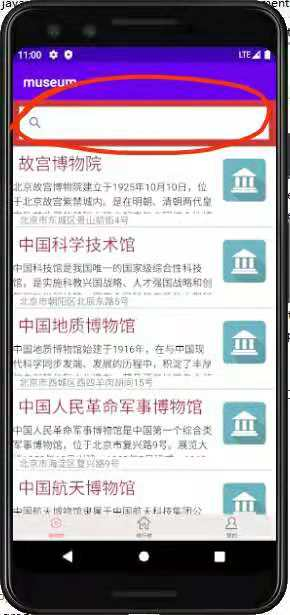 java
ment
11:00
LTE
museum
故宫博物院
北京故宫博物院建立于1925年10月10日，位
于北京故宫紫禁城内。是在明朝、清朝两代皇
北京市东城区景山前街4号
中国科学技术馆
中国科技馆是我国唯一的国家级综合性科技
馆，是实施科教兴国战略、人才强国战略和创
北京市朝阳区北辰东路5号
中国地质博物馆
中国地质博物馆始建于1916年，在与中国现
代科学同步发端、发展的历程中，积淀了丰厚
北京市西城区西四羊肉胡同15号
中国人民革命军事博物馆
中国人民革命军事博物馆是中国第一个综合类
军事博物馆，位于北京市复兴路9号。展览大
北京市海淀区复兴路9号
中国航天博物馆
中国航天博物馆隶属于中国航天科技集团公
我的